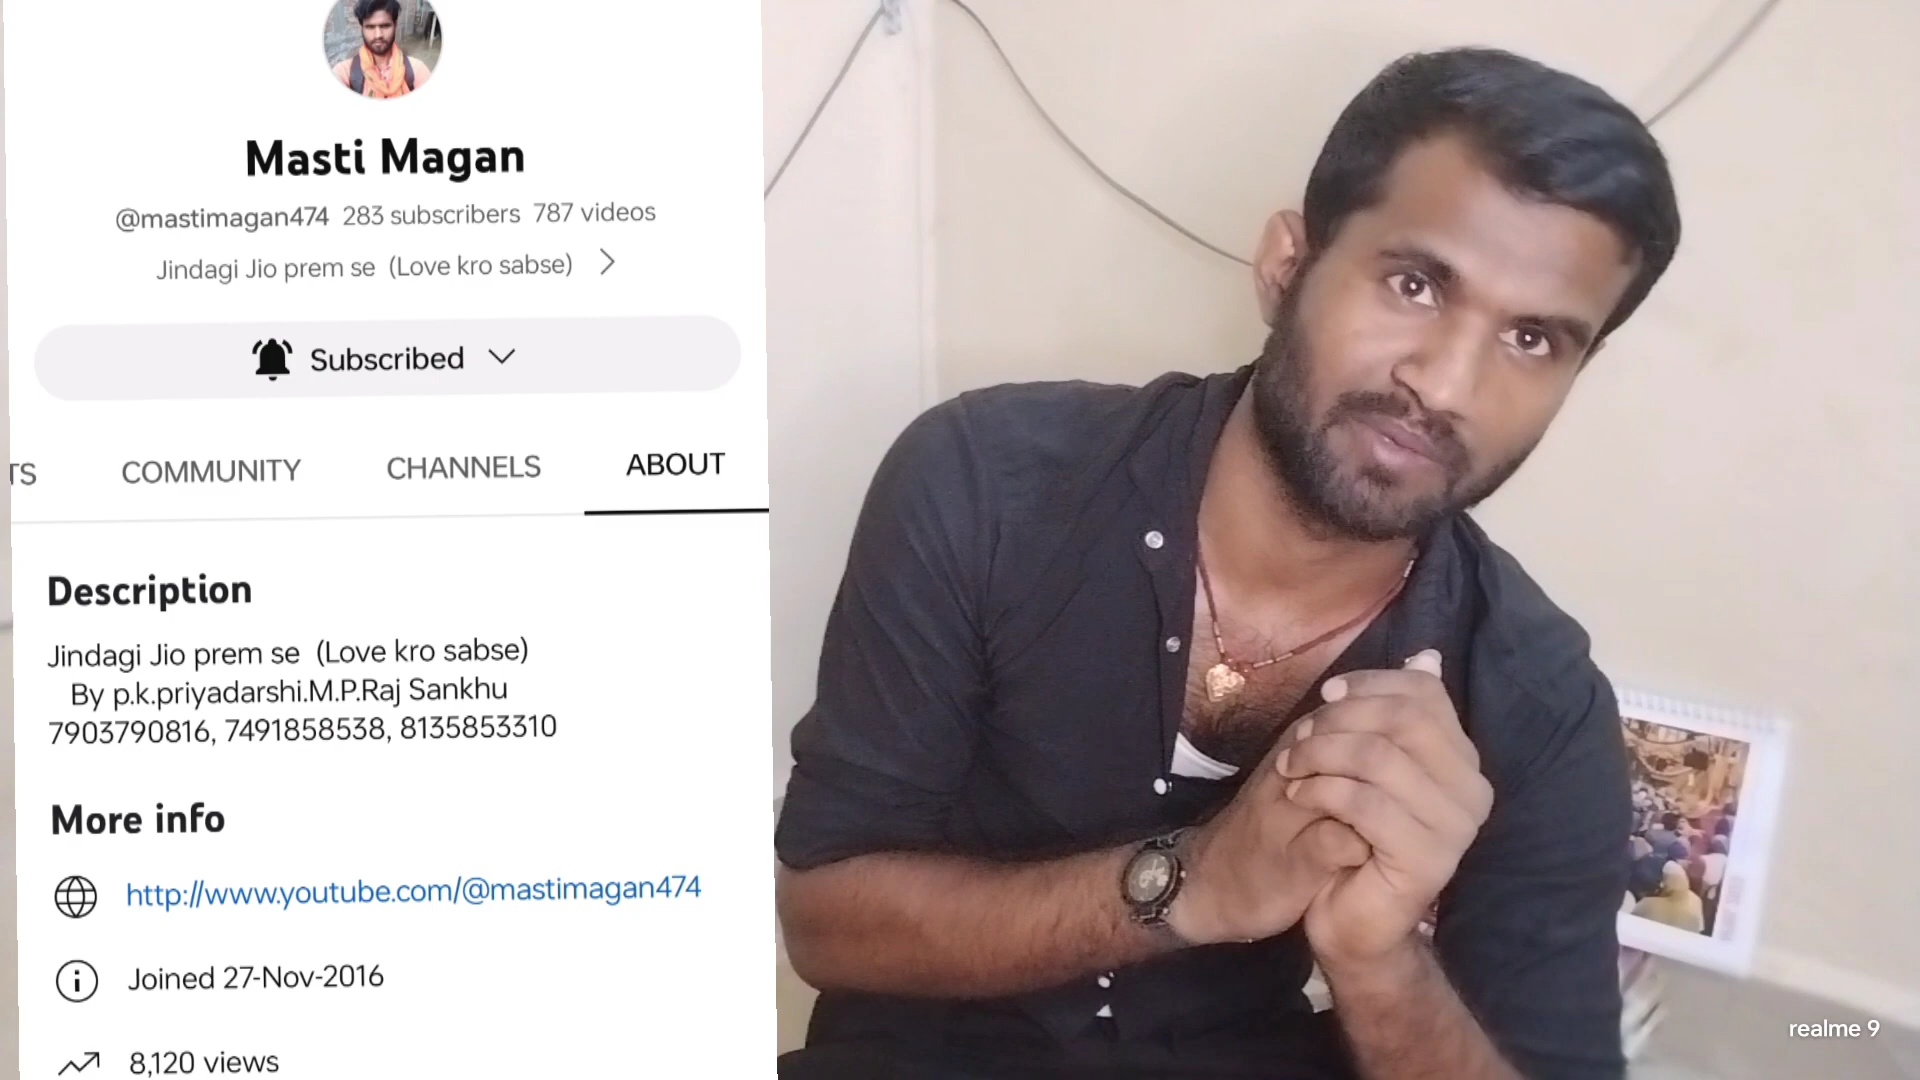 Masti Magan
@mastimagan474 283 subscribers 787 videos
Jindagi Jio prem se (Love kro sabse)
Subscribed
TS COMMUNITY CHANNELS ABOUT
Description
Jindagi Jio prem se (Love kro sabse)
By p.k.priyadarshi.M.P.Raj Sankhu
7903790816, 7491858538, 8135853310
More info
http://www.youtube.com/@mastimagan474
Joined 27-Nov-2016
8,120 views
realme 9